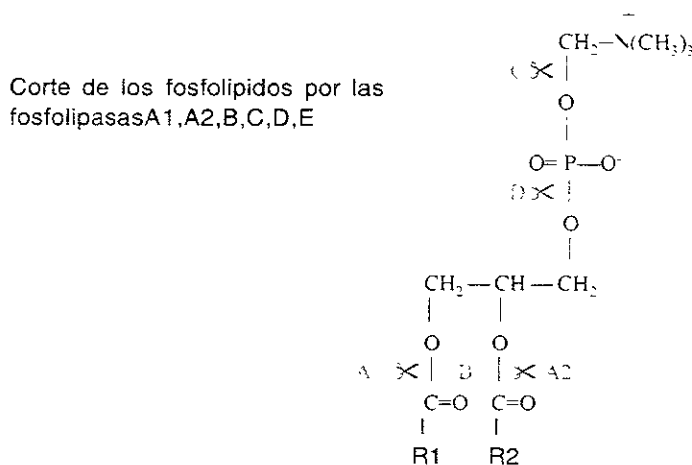 Corte de los fosfolipidos por las
fosfolipasasA1,A2,B,C,D,E
CH₂—N(CH₃)₃
C
O
O=P—O⁻
D
O
CH₂—CH—CH₂
O O
A B A2
C=O C=O
R1 R2